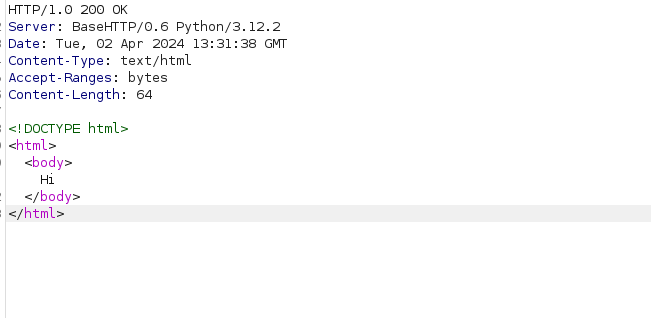 HTTP/1.0 200 OK
Server: BaseHTTP/0.6 Python/3.12.2
Date: Tue, 02 Apr 2024 13:31:38 GMT
Content-Type: text/html
Accept-Ranges: bytes
Content-Length: 64

<!DOCTYPE html>
<html>
  <body>
    Hi
  </body>
</html>